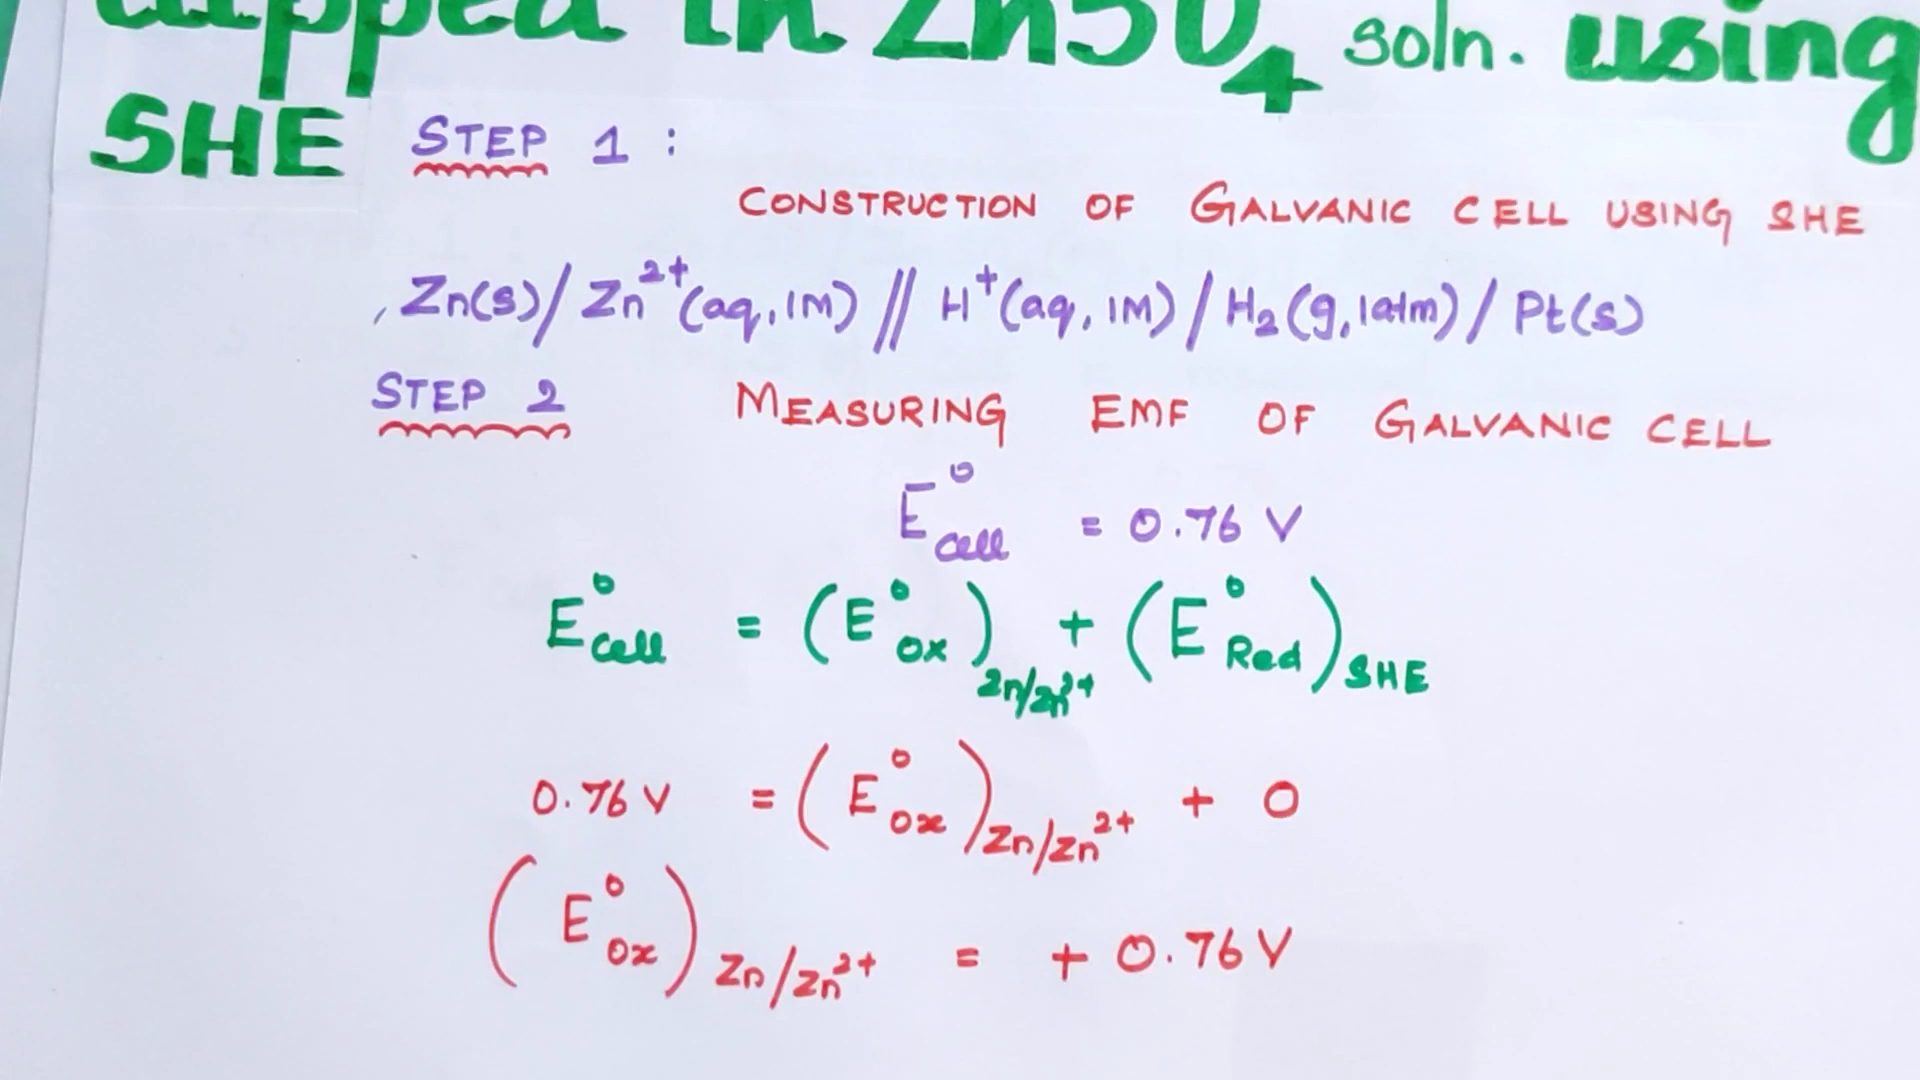 dipped in ZnSO₄ soln. using
SHE
STEP 1 :
CONSTRUCTION OF GALVANIC CELL USING SHE
, Zn(s)/ Zn²⁺(aq, 1M) // H⁺(aq, 1M) / H₂(g, 1atm) / Pt(s)
STEP 2 MEASURING EMF OF GALVANIC CELL
E°cell = 0.76 V
E°cell = (E°ox)Zn/Zn²⁺ + (E°Red)SHE
0.76 V = (E°ox)Zn/Zn²⁺ + 0
(E°ox)Zn/Zn²⁺ = + 0.76 V